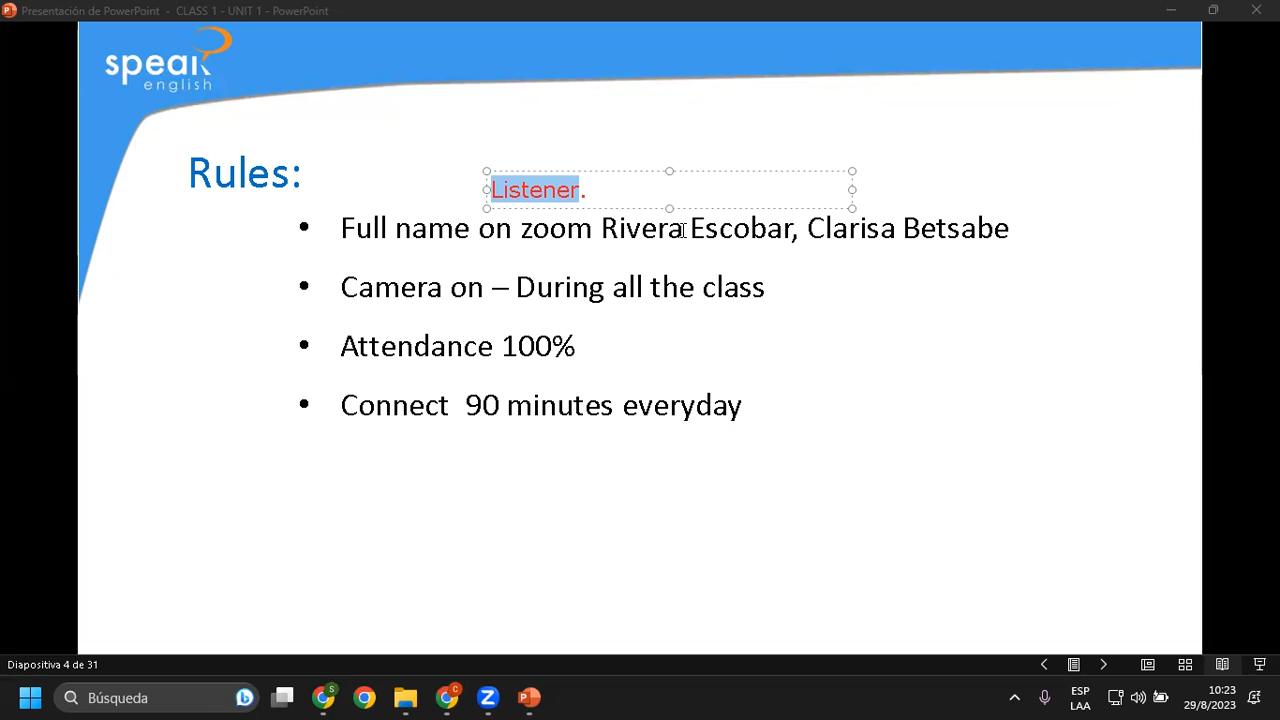 Presentación de PowerPoint - CLASS 1 - UNIT 1 - PowerPoint
speak
english
Rules:
Listener.
• Full name on zoom Rivera Escobar, Clarisa Betsabe
• Camera on – During all the class
• Attendance 100%
• Connect  90 minutes everyday
Diapositiva 4 de 31
Búsqueda
S
C
ESP
LAA
10:23
29/8/2023